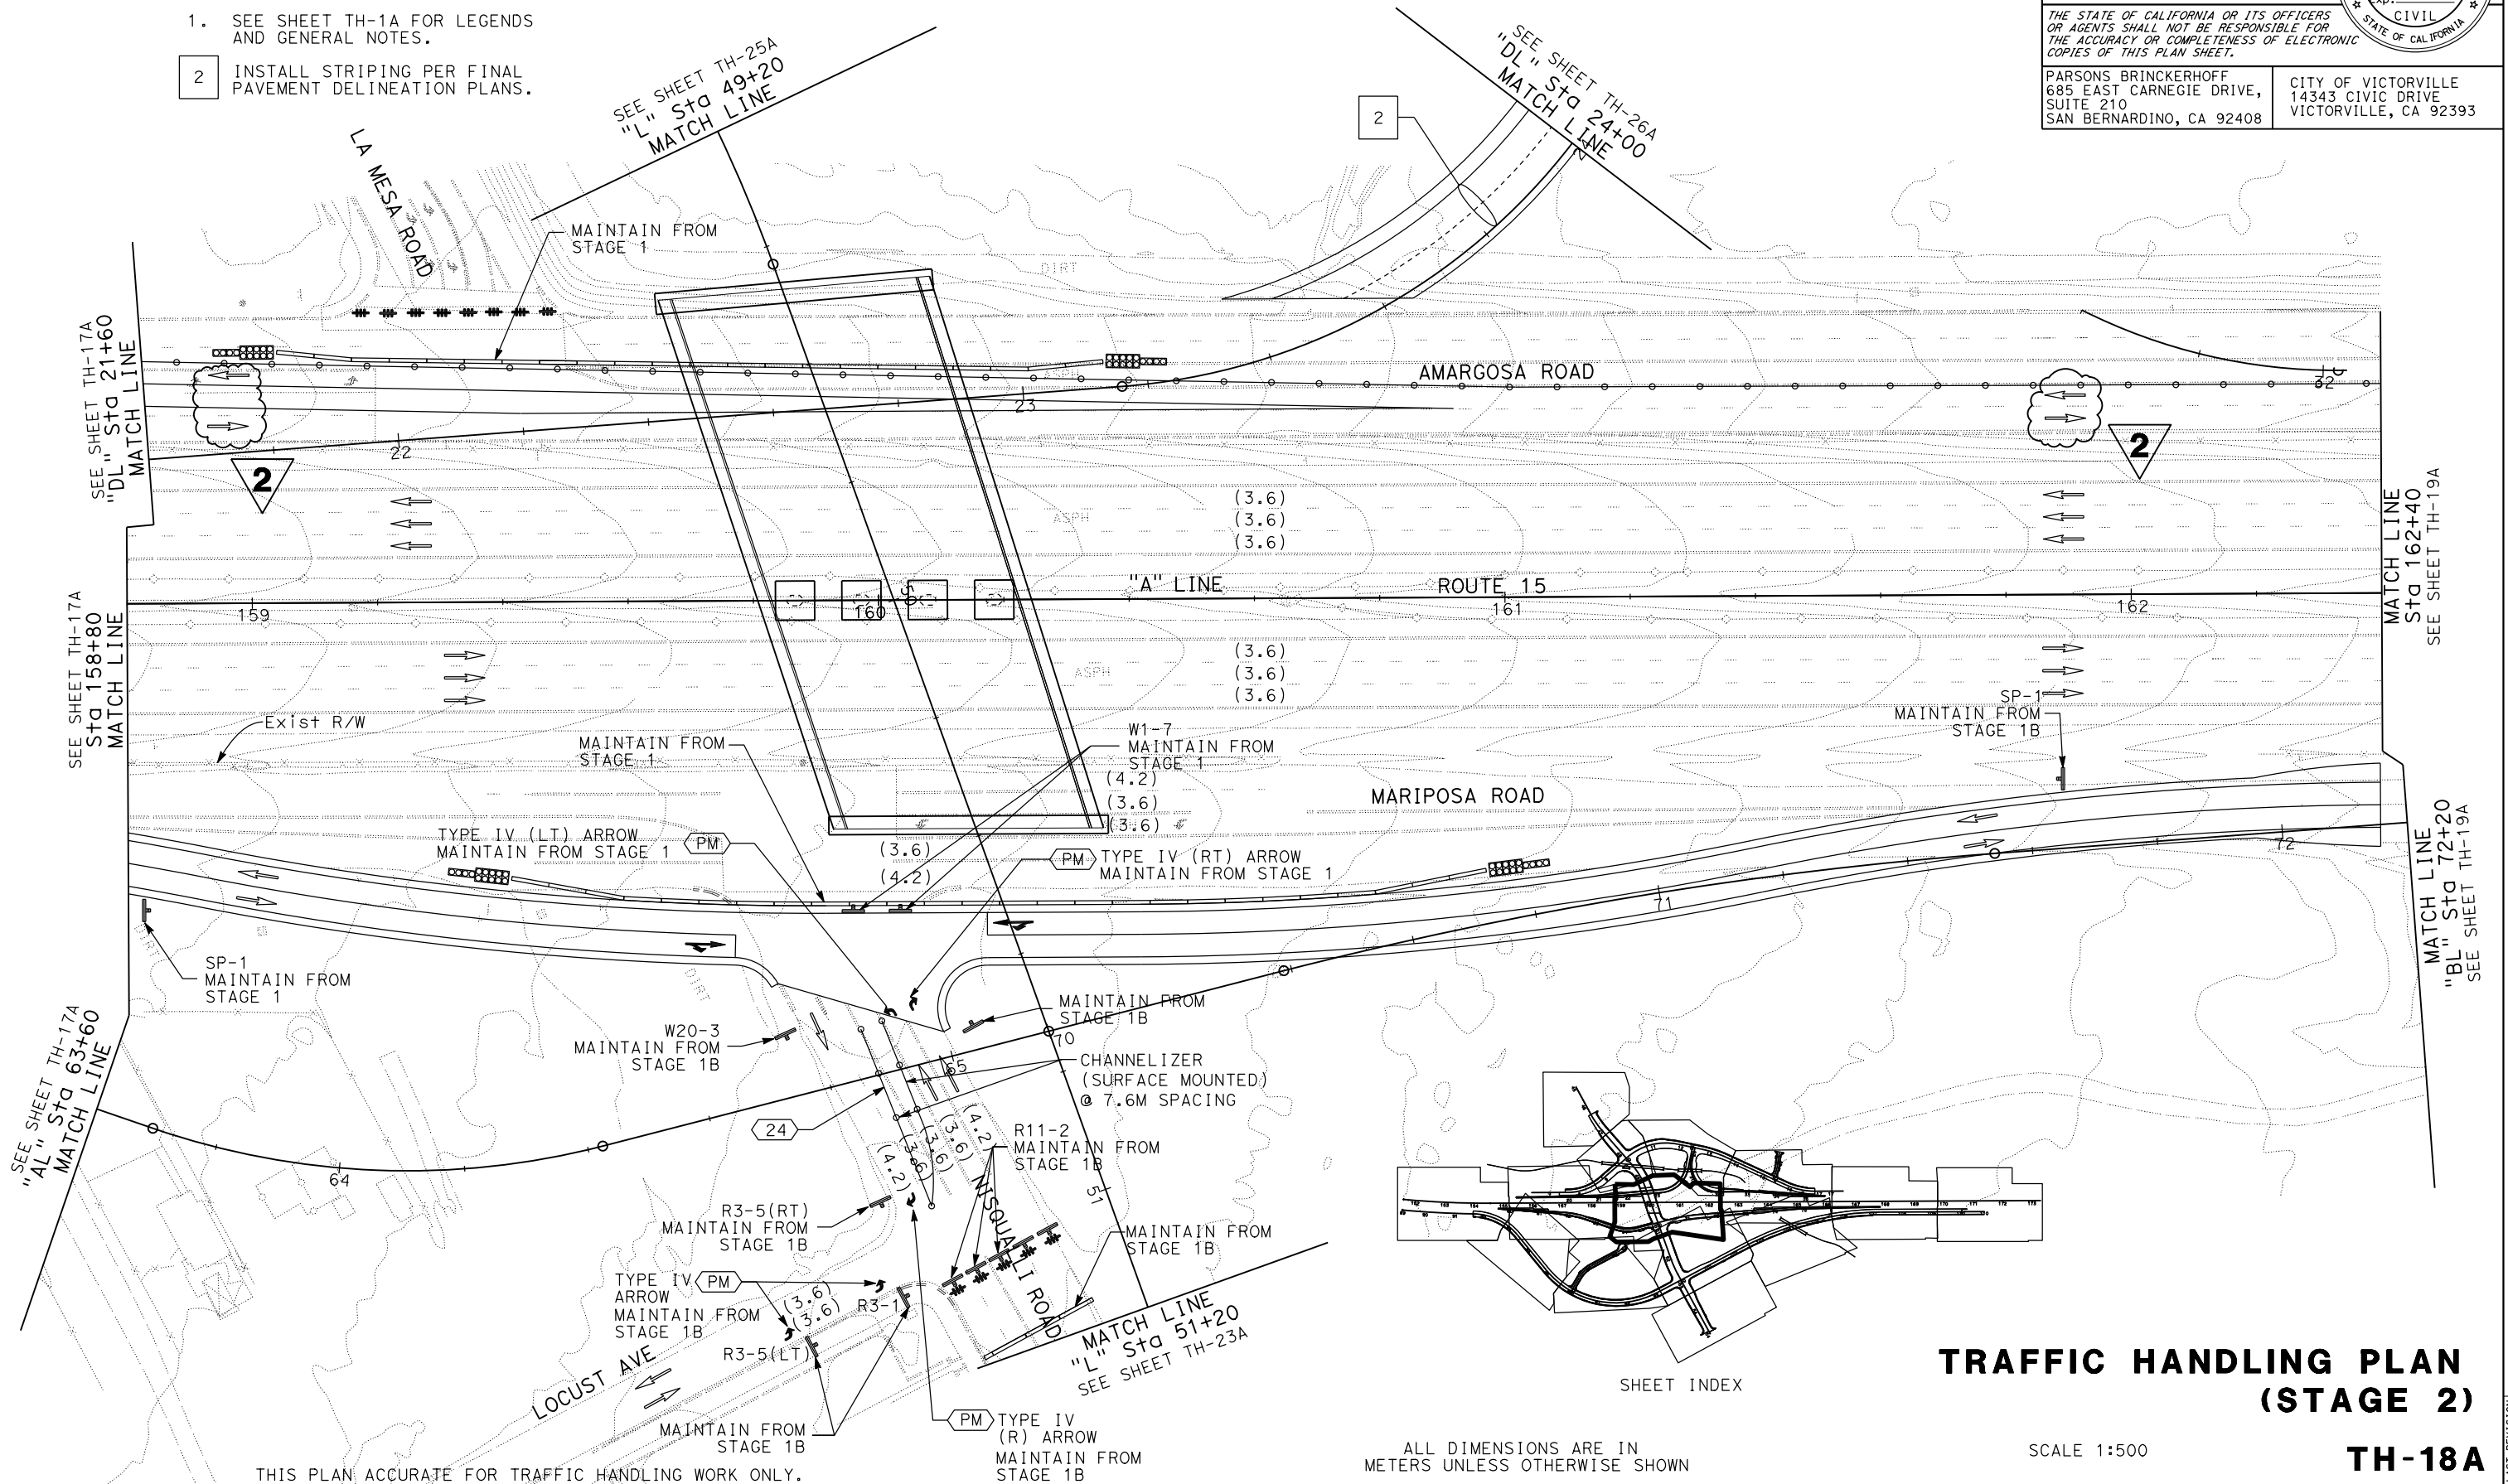 1. SEE SHEET TH-1A FOR LEGENDS
AND GENERAL NOTES.
2 INSTALL STRIPING PER FINAL
PAVEMENT DELINEATION PLANS.
THE STATE OF CALIFORNIA OR ITS OFFICERS
OR AGENTS SHALL NOT BE RESPONSIBLE FOR
THE ACCURACY OR COMPLETENESS OF ELECTRONIC
COPIES OF THIS PLAN SHEET.
CIVIL
STATE OF CALIFORNIA
PARSONS BRINCKERHOFF
685 EAST CARNEGIE DRIVE,
SUITE 210
SAN BERNARDINO, CA 92408
CITY OF VICTORVILLE
14343 CIVIC DRIVE
VICTORVILLE, CA 92393
SEE SHEET TH-25A
"L" Sta 49+20
MATCH LINE
SEE SHEET TH-26A
"DL" Sta 24+00
MATCH LINE
2
LA MESA ROAD
MAINTAIN FROM
STAGE 1
DIRT
SEE SHEET TH-17A
"DL" Sta 21+60
MATCH LINE
AMARGOSA ROAD
ASPH
32
23
22
2
2
(3.6)
(3.6)
(3.6)
ASPH
MATCH LINE
Sta 162+40
SEE SHEET TH-19A
"A" LINE
ROUTE 15
159
160
161
162
SEE SHEET TH-17A
Sta 158+80
MATCH LINE
(3.6)
(3.6)
(3.6)
ASPH
Exist R/W
MAINTAIN FROM
STAGE 1
W1-7
MAINTAIN FROM
STAGE 1
SP-1
MAINTAIN FROM
STAGE 1B
(4.2)
(3.6)
(3.6)
MARIPOSA ROAD
TYPE IV (LT) ARROW
MAINTAIN FROM STAGE 1
PM
(3.6)
(4.2)
PM
TYPE IV (RT) ARROW
MAINTAIN FROM STAGE 1
72
71
MATCH LINE
"BL" Sta 72+20
SEE SHEET TH-19A
SP-1
MAINTAIN FROM
STAGE 1
DIRT
DIRT
W20-3
MAINTAIN FROM
STAGE 1B
MAINTAIN FROM
STAGE 1B
70
65
CHANNELIZER
(SURFACE MOUNTED)
@ 7.6M SPACING
SEE SHEET TH-17A
"AL" Sta 63+60
MATCH LINE
64
24
(4.2)
(3.6)
(3.6)
(4.2)
R11-2
MAINTAIN FROM
STAGE 1B
51
NISQUALLI ROAD
R3-5(RT)
MAINTAIN FROM
STAGE 1B
MAINTAIN FROM
STAGE 1B
TYPE IV
ARROW
MAINTAIN FROM
STAGE 1B
PM
(3.6)
(3.6)
R3-1
R3-5(LT)
LOCUST AVE
MATCH LINE
"L" Sta 51+20
SEE SHEET TH-23A
MAINTAIN FROM
STAGE 1B
PM
TYPE IV
(R) ARROW
MAINTAIN FROM
STAGE 1B
SHEET INDEX
TRAFFIC HANDLING PLAN
(STAGE 2)
ALL DIMENSIONS ARE IN
METERS UNLESS OTHERWISE SHOWN
SCALE 1:500
TH-18A
THIS PLAN ACCURATE FOR TRAFFIC HANDLING WORK ONLY.